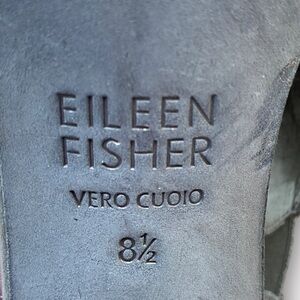 EILEEN
FISHER
VERO CUOIO
8½